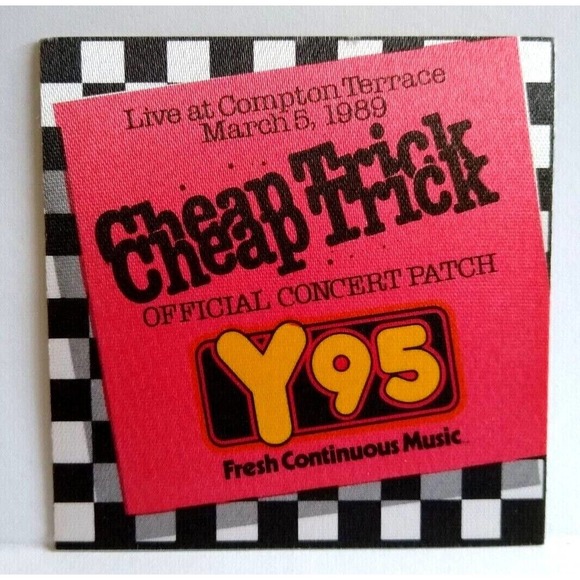 Live at Compton Terrace
March 5, 1989
Cheap Trick
Cheap Trick
OFFICIAL CONCERT PATCH
Y95
Fresh Continuous Music